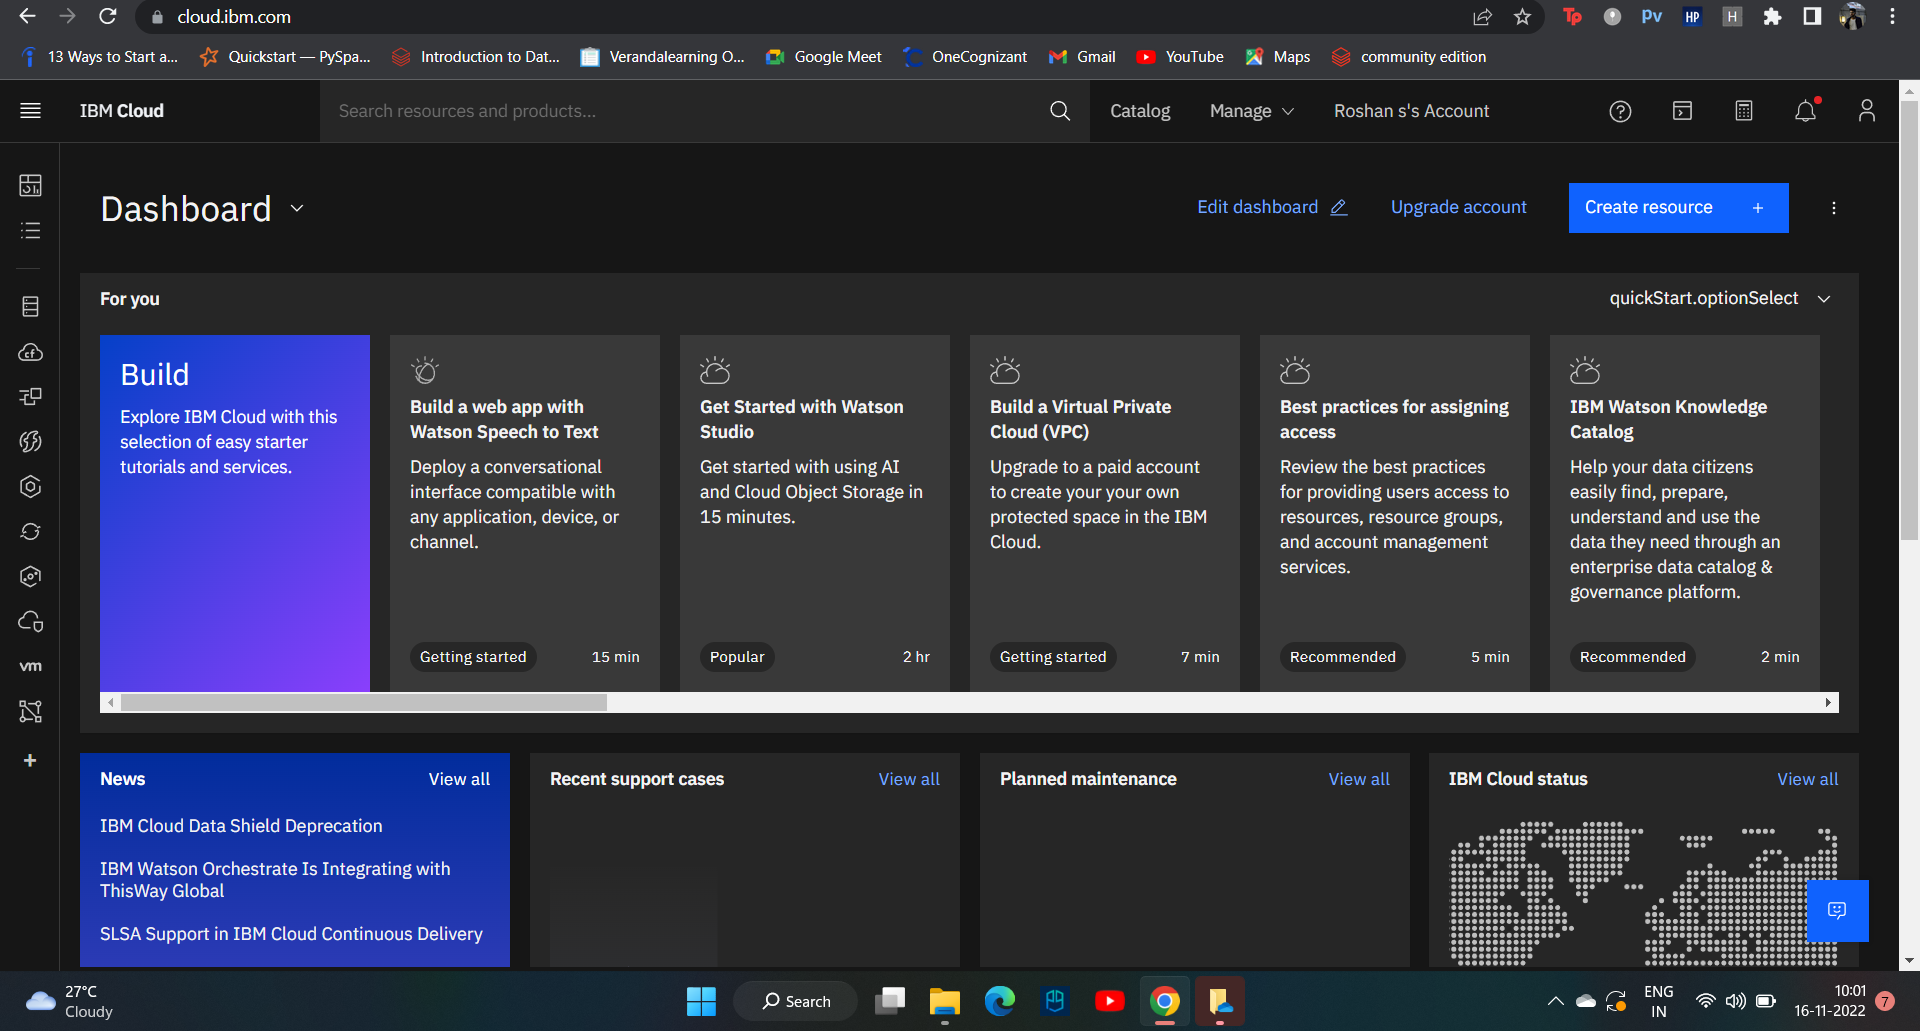 cloud.ibm.com
Tp
Pv
HP
H
13 Ways to Start a...
Quickstart — PySpa...
Introduction to Dat...
Verandalearning O...
Google Meet
OneCognizant
Gmail
YouTube
Maps
community edition
IBM Cloud
Search resources and products...
Catalog
Manage
Roshan s's Account
Dashboard
Edit dashboard
Upgrade account
Create resource +
For you
quickStart.optionSelect
cf
vm
Build
Explore IBM Cloud with this
selection of easy starter
tutorials and services.
Build a web app with
Watson Speech to Text
Deploy a conversational
interface compatible with
any application, device, or
channel.
Getting started 15 min
Get Started with Watson
Studio
Get started with using AI
and Cloud Object Storage in
15 minutes.
Popular 2 hr
Build a Virtual Private
Cloud (VPC)
Upgrade to a paid account
to create your your own
protected space in the IBM
Cloud.
Getting started 7 min
Best practices for assigning
access
Review the best practices
for providing users access to
resources, resource groups,
and account management
services.
Recommended 5 min
IBM Watson Knowledge
Catalog
Help your data citizens
easily find, prepare,
understand and use the
data they need through an
enterprise data catalog &
governance platform.
Recommended 2 min
News View all
IBM Cloud Data Shield Deprecation
IBM Watson Orchestrate Is Integrating with
ThisWay Global
SLSA Support in IBM Cloud Continuous Delivery
Recent support cases View all
Planned maintenance View all
IBM Cloud status View all
27°C
Cloudy
Search
ENG
IN
10:01
16-11-2022
7